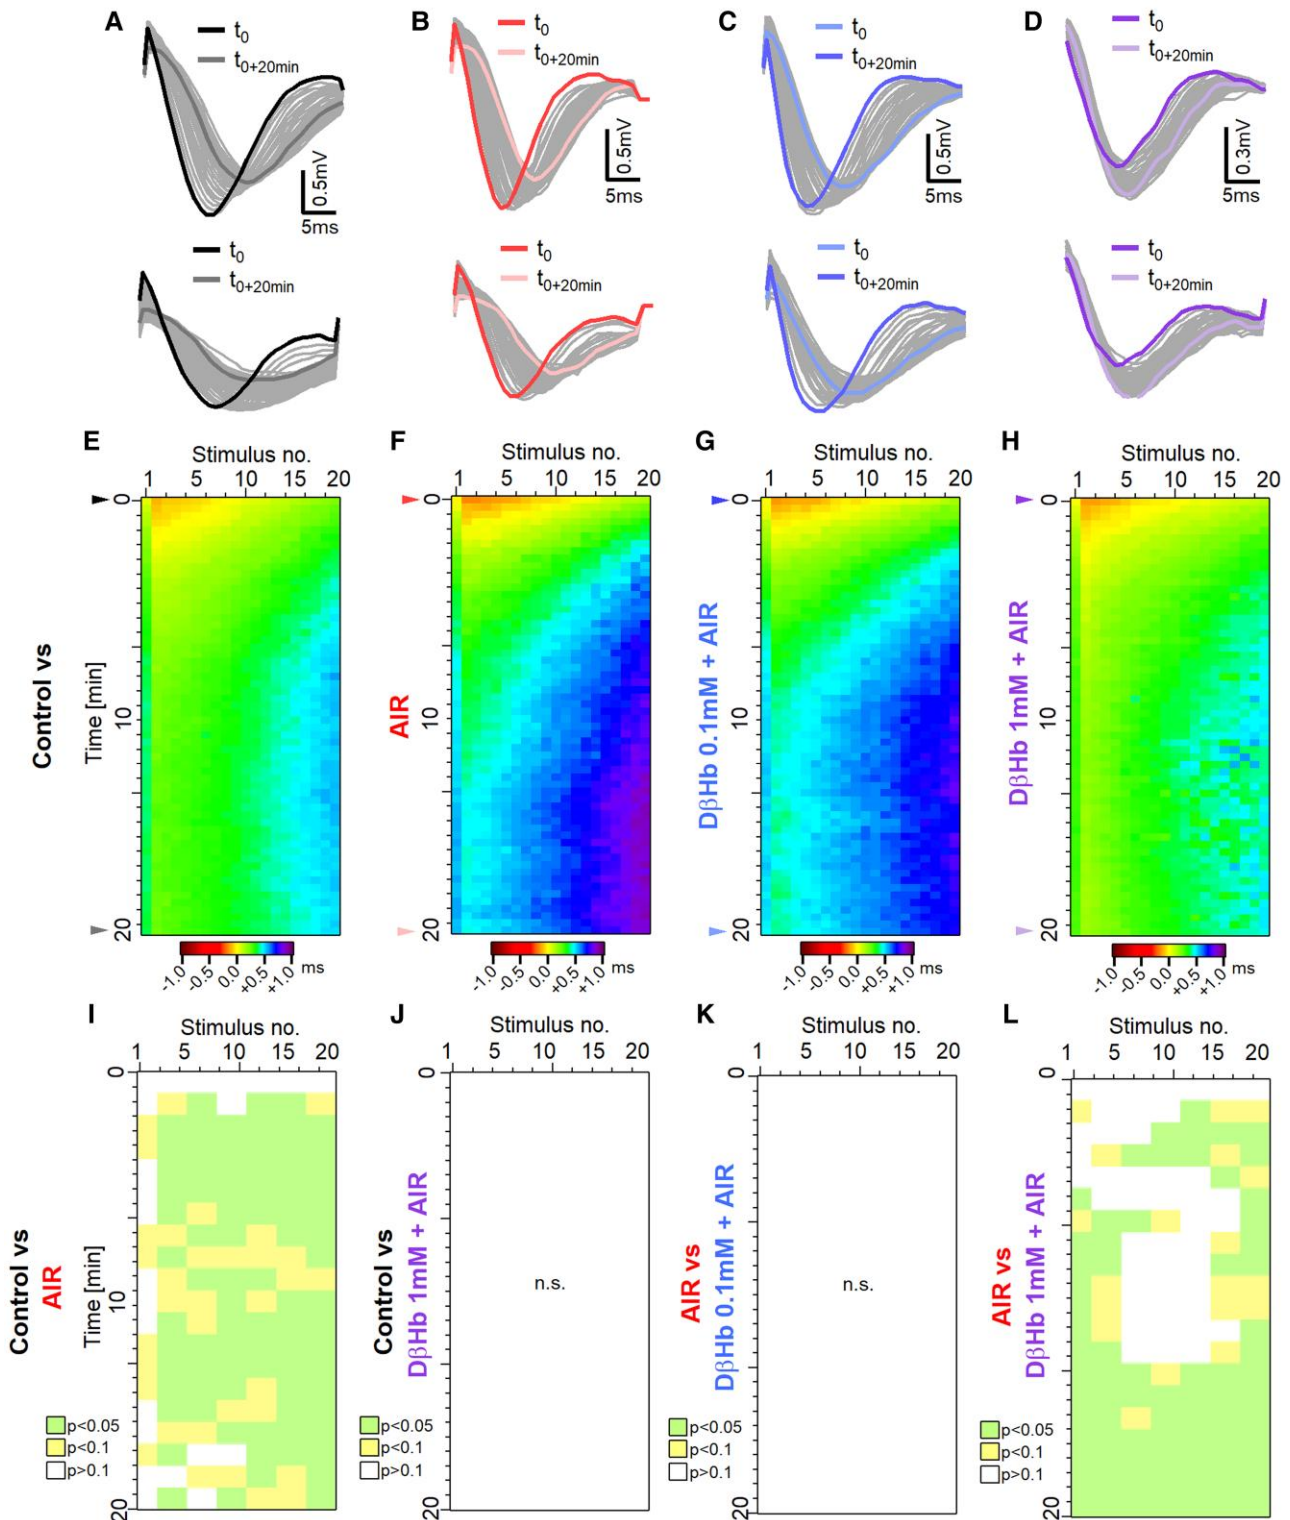 A B C D
t0 t0 t0 t0
t0+20min t0+20min t0+20min t0+20min
0.5mV 0.5mV 0.5mV 0.3mV
5ms 5ms 5ms 5ms
t0 t0 t0 t0
t0+20min t0+20min t0+20min t0+20min
E F G H
Stimulus no. Stimulus no. Stimulus no. Stimulus no.
1 5 10 15 20 1 5 10 15 20 1 5 10 15 20 1 5 10 15 20
Control vs
Time [min]
0 10 20
AIR
0 10 20
DβHb 0.1mM + AIR
0 10 20
DβHb 1mM + AIR
0 10 20
-1.0 -0.5 0.0 +0.5 +1.0 ms
-1.0 -0.5 0.0 +0.5 +1.0 ms
-1.0 -0.5 0.0 +0.5 +1.0 ms
-1.0 -0.5 0.0 +0.5 +1.0 ms
I J K L
Stimulus no. Stimulus no. Stimulus no. Stimulus no.
1 5 10 15 20 1 5 10 15 20 1 5 10 15 20 1 5 10 15 20
Control vs
AIR
Time [min]
0 10 20
p<0.05
p<0.1
p>0.1
Control vs
DβHb 1mM + AIR
0 20
n.s.
p<0.05
p<0.1
p>0.1
AIR vs
DβHb 0.1mM + AIR
0 20
n.s.
p<0.05
p<0.1
p>0.1
AIR vs
DβHb 1mM + AIR
0 20
p<0.05
p<0.1
p>0.1